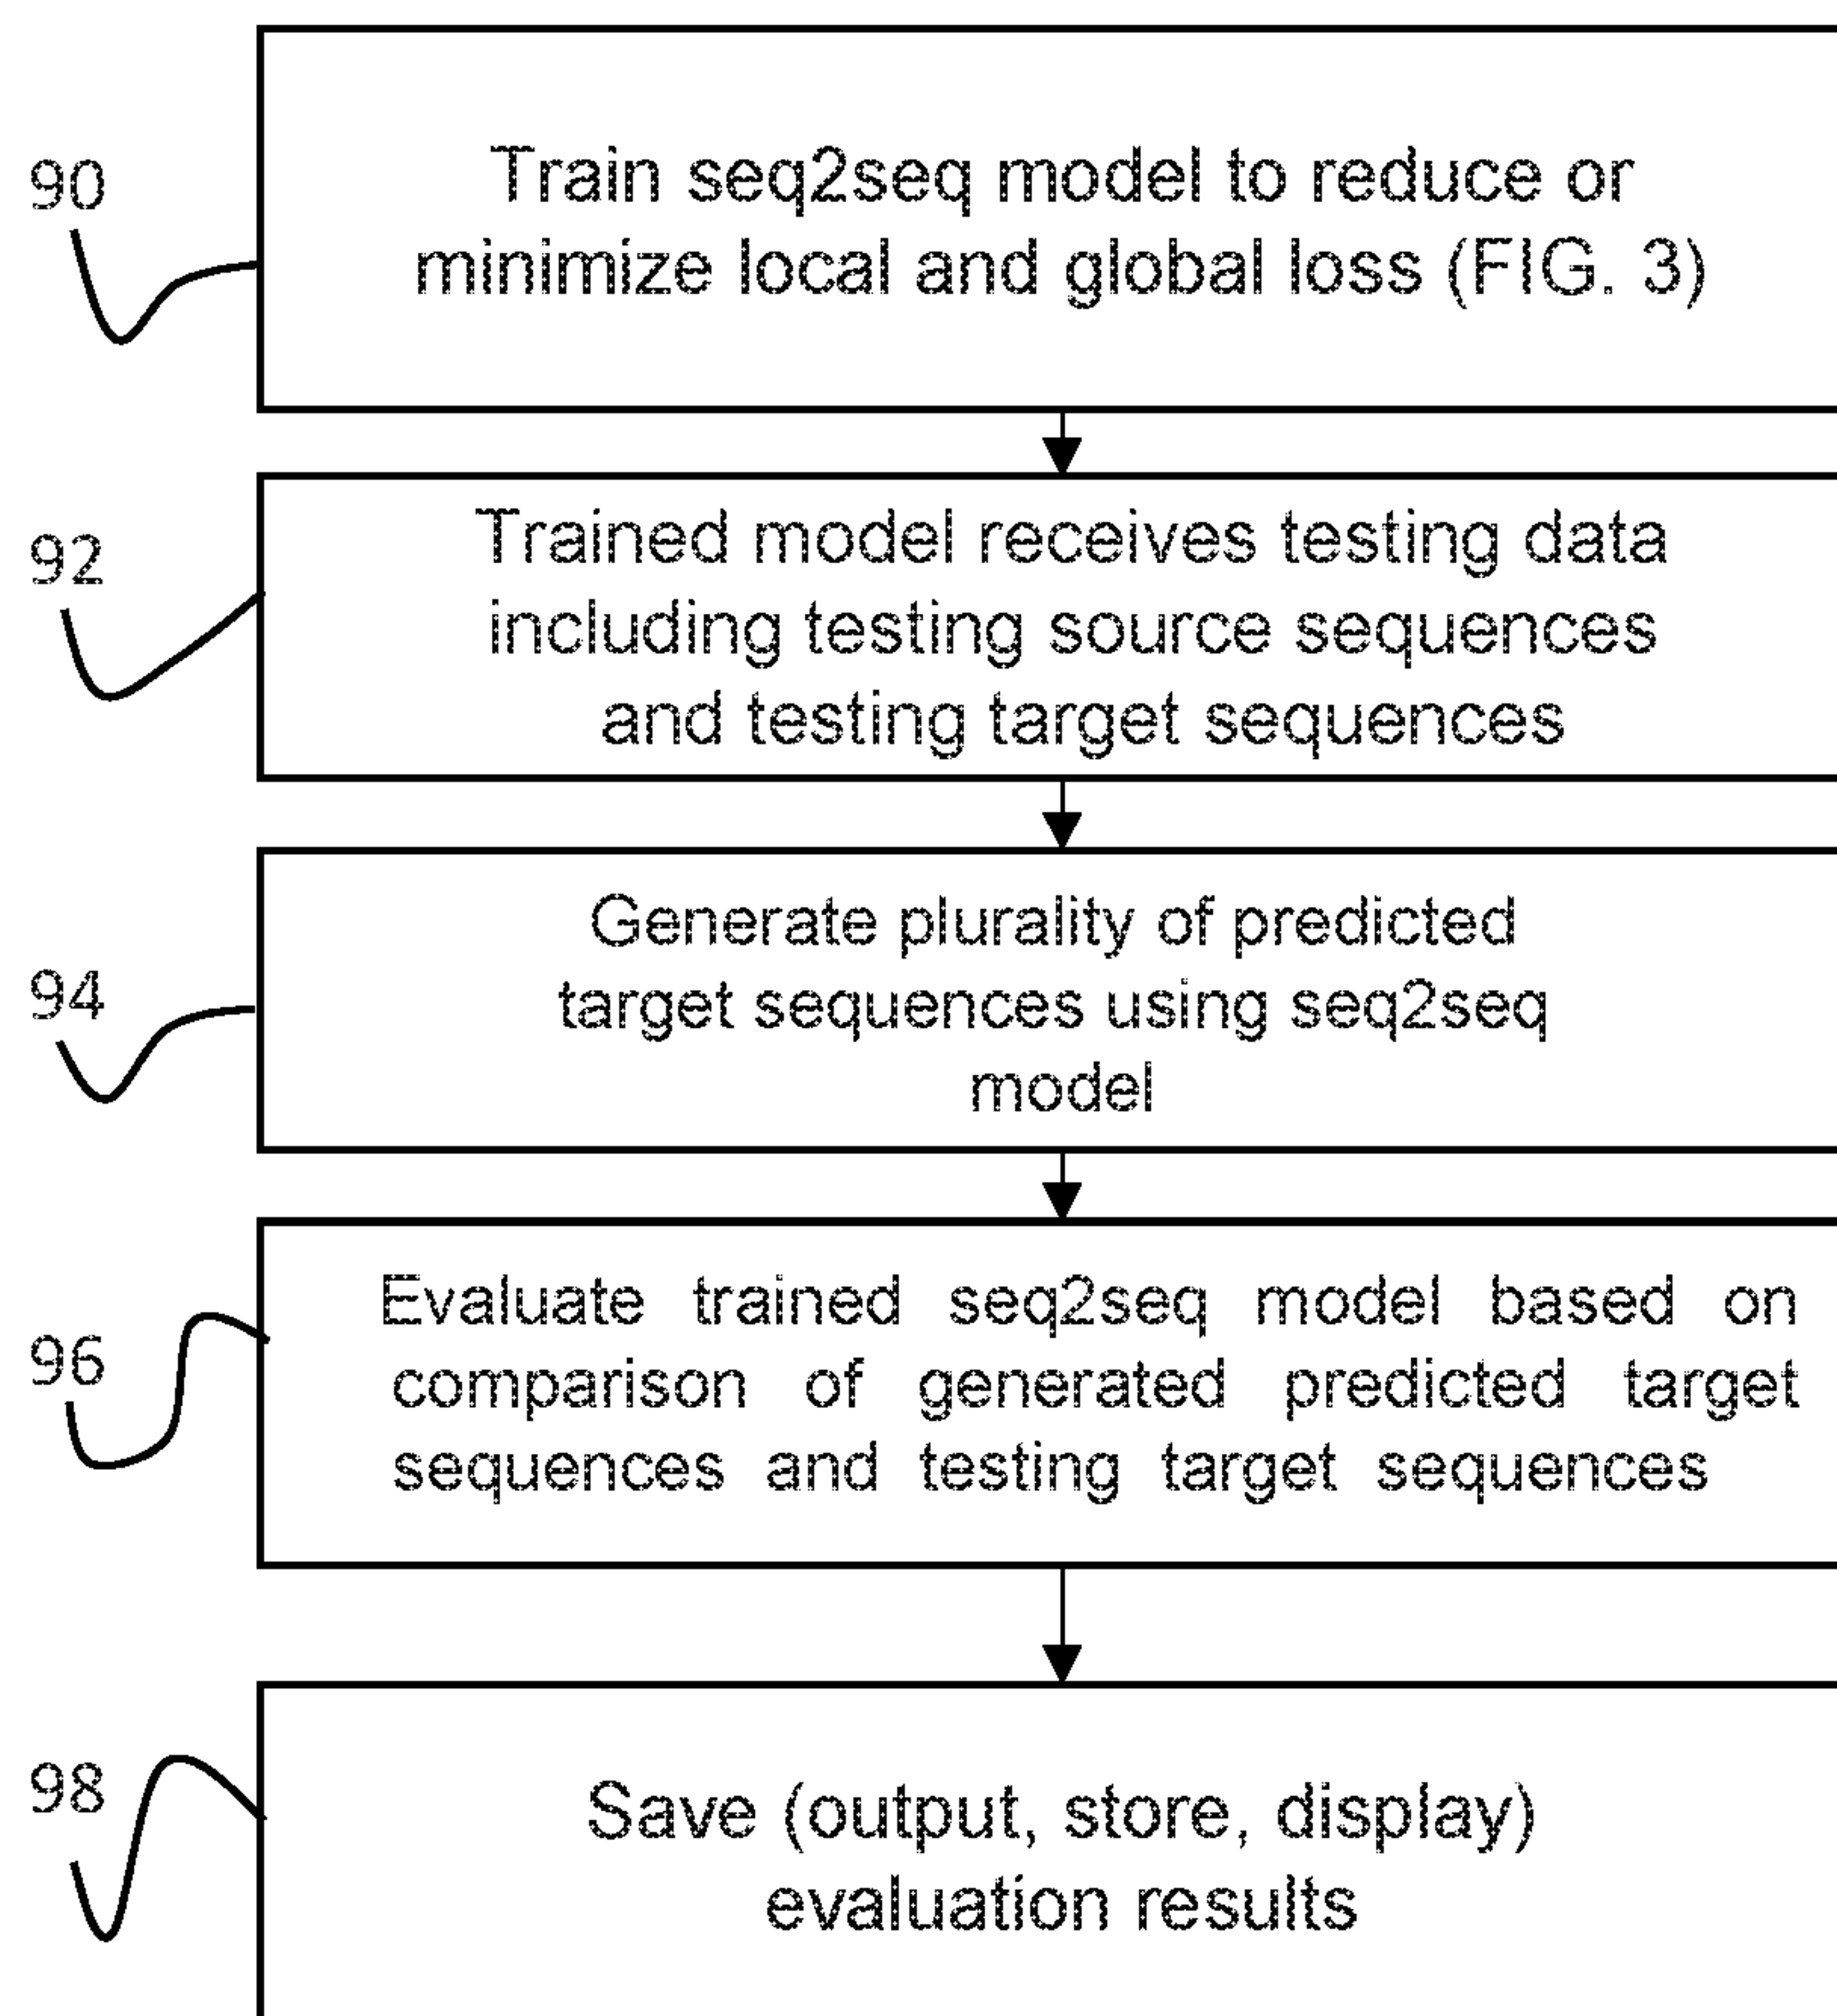 90
Train seq2seq model to reduce or
minimize local and global loss (FIG. 3)
92
Trained model receives testing data
including testing source sequences
and testing target sequences
94
Generate plurality of predicted
target sequences using seq2seq
model
96
Evaluate trained seq2seq model based on
comparison of generated predicted target
sequences and testing target sequences
98
Save (output, store, display)
evaluation results